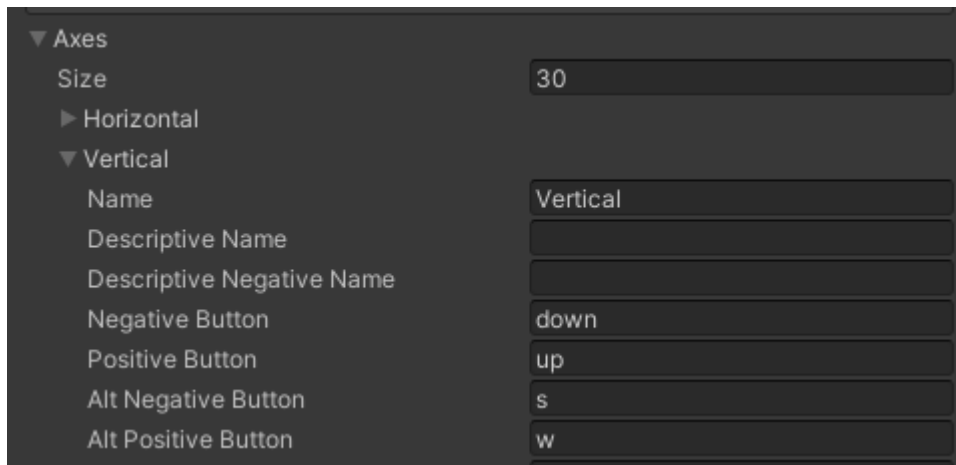 Axes
Size 30
Horizontal
Vertical
Name Vertical
Descriptive Name
Descriptive Negative Name
Negative Button down
Positive Button up
Alt Negative Button s
Alt Positive Button w